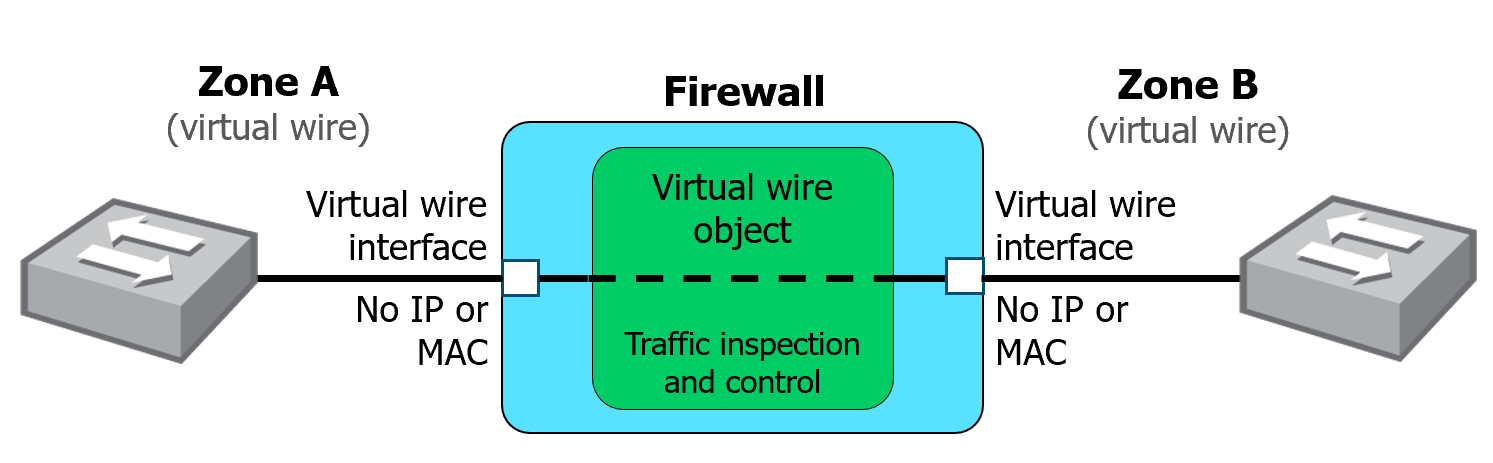 Zone A
(virtual wire)
Firewall
Zone B
(virtual wire)
Virtual wire
interface
No IP or
MAC
Virtual wire
object
Traffic inspection
and control
Virtual wire
interface
No IP or
MAC